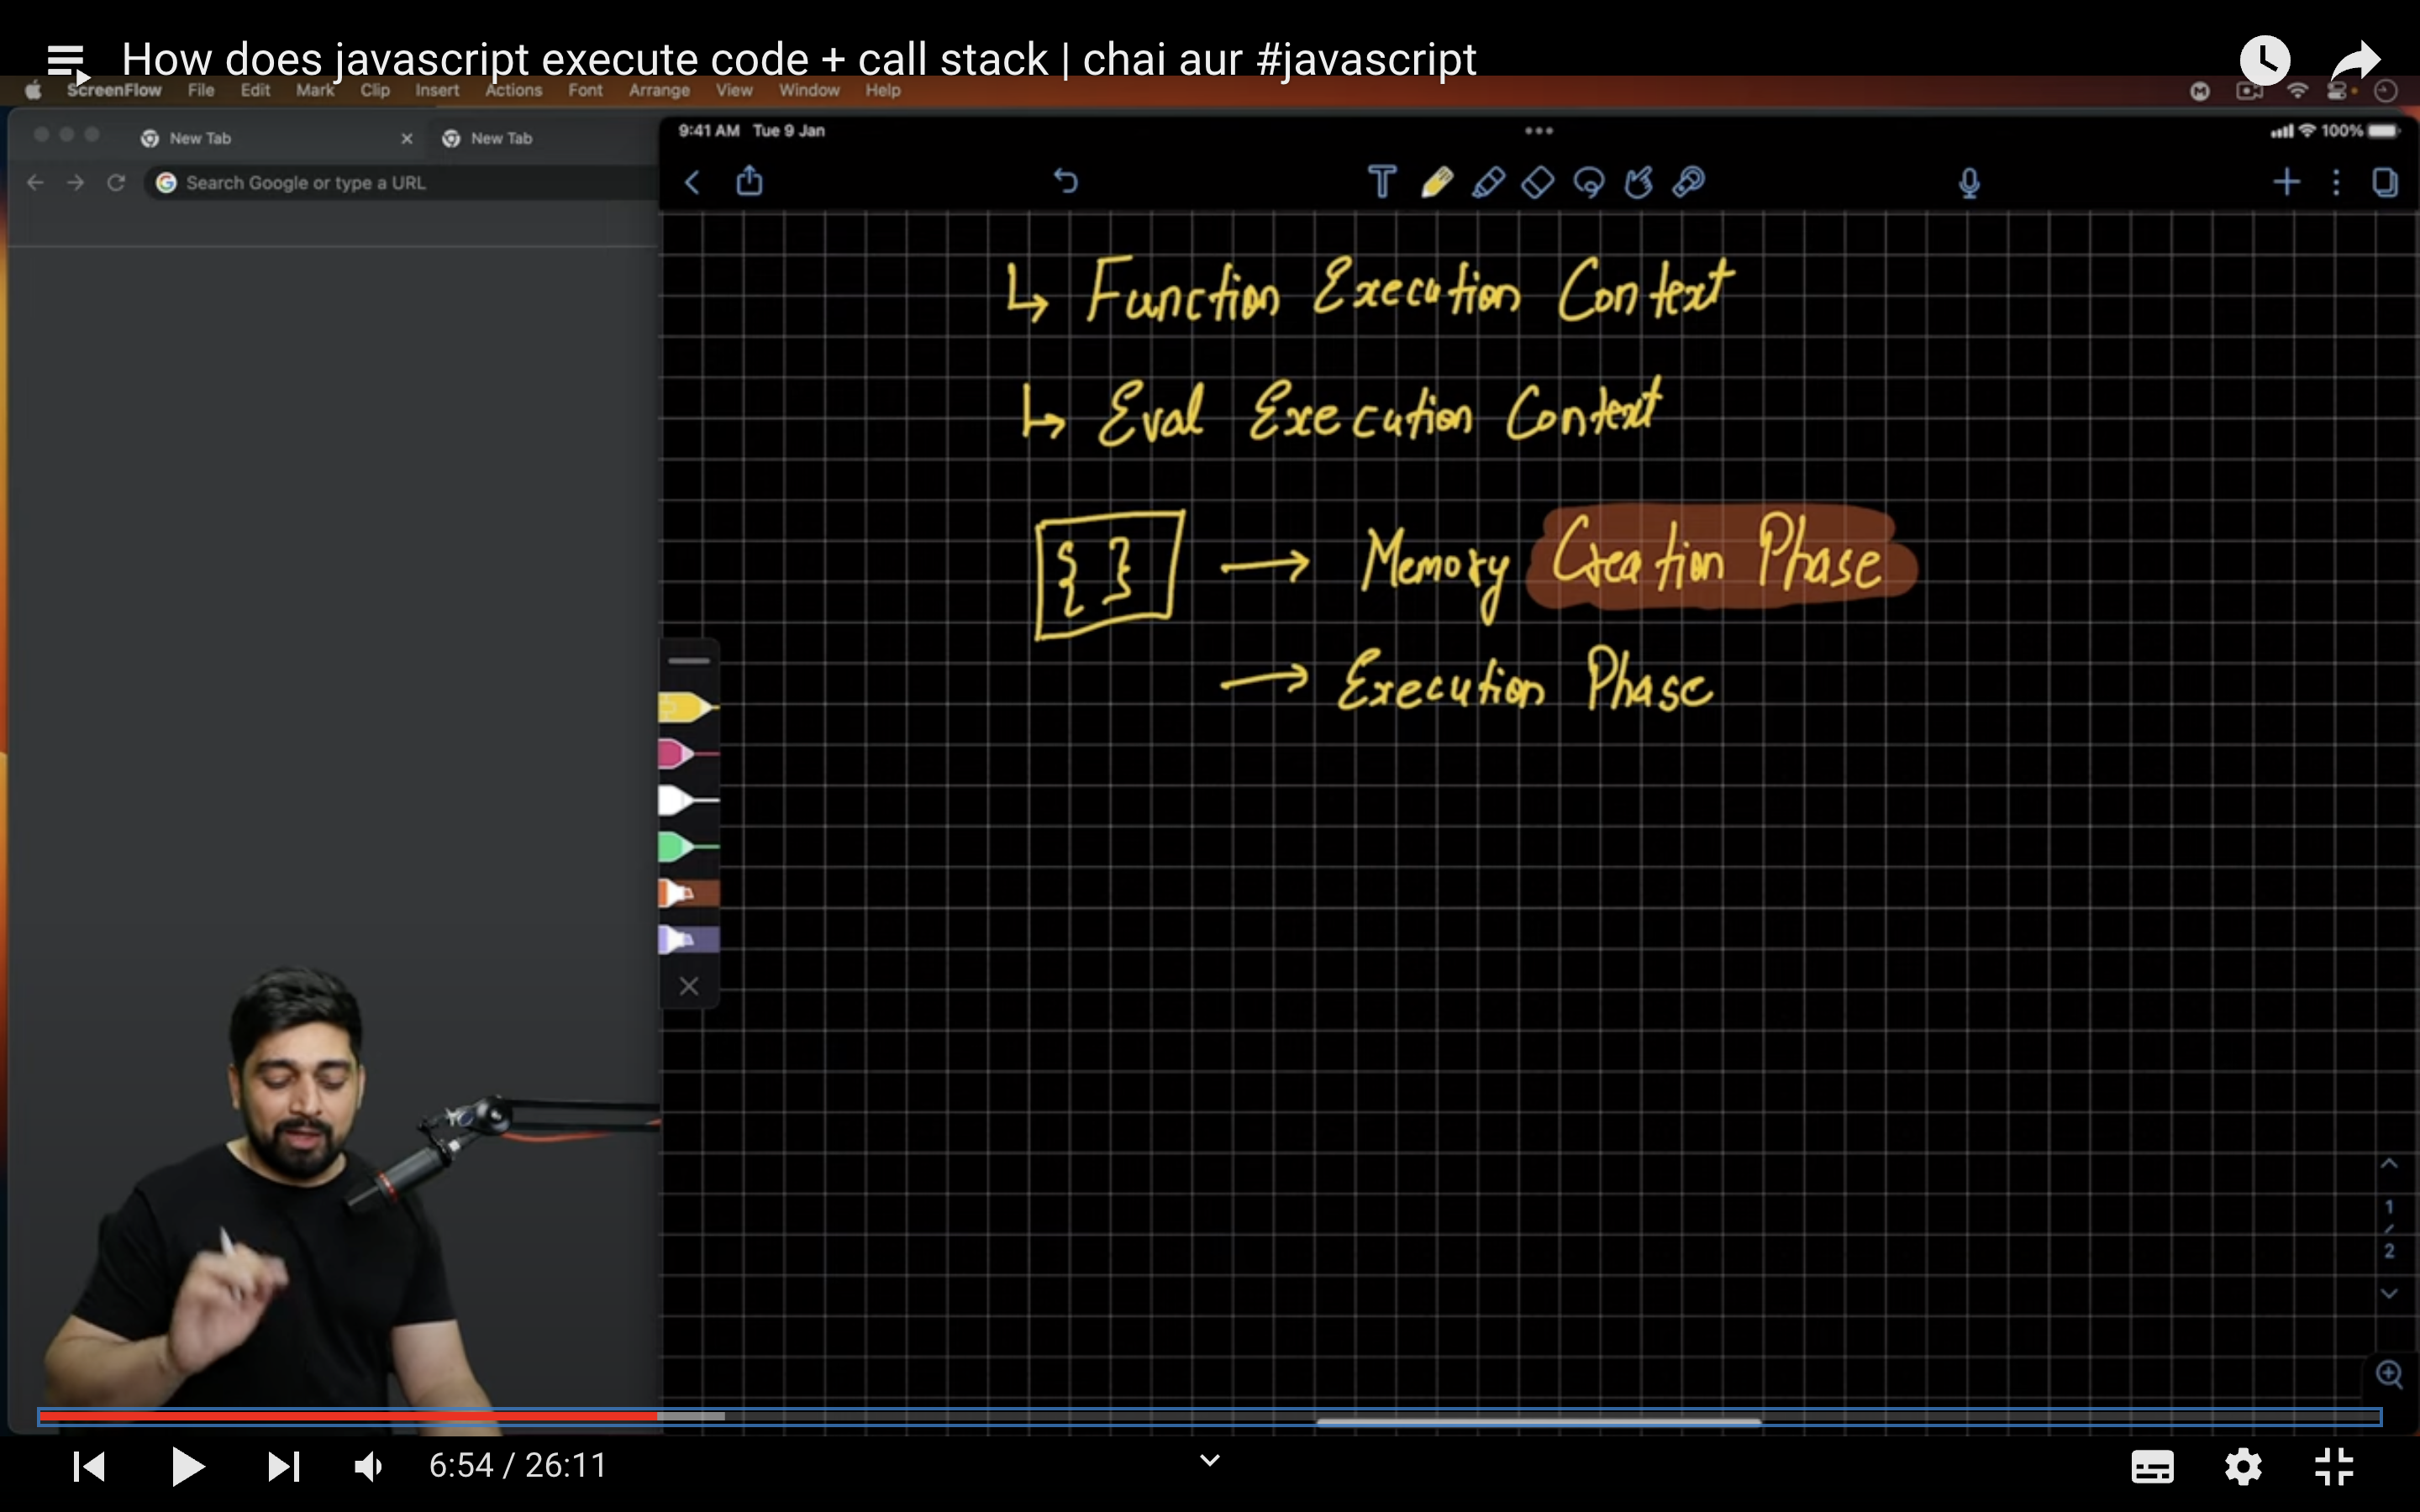 How does javascript execute code + call stack | chai aur #javascript
ScreenFlow File Edit Mark Clip Insert Actions Font Arrange View Window Help
New Tab New Tab
9:41 AM Tue 9 Jan 100%
Search Google or type a URL
↳ Function Execution Context
↳ Eval Execution Context
{ } → Memory Creation Phase
→ Execution Phase
1
/
2
6:54 / 26:11